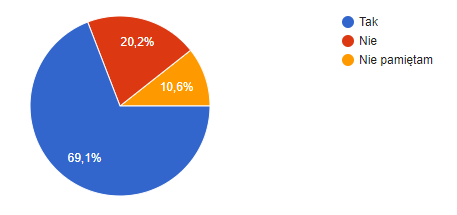 Tak
Nie
Nie pamiętam
20,2%
10,6%
69,1%